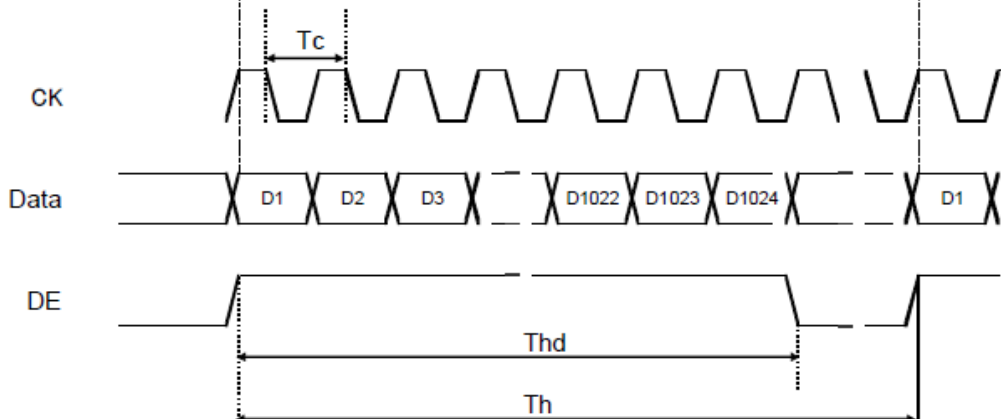 Tc
CK
Data D1 D2 D3 D1022 D1023 D1024 D1
DE
Thd
Th